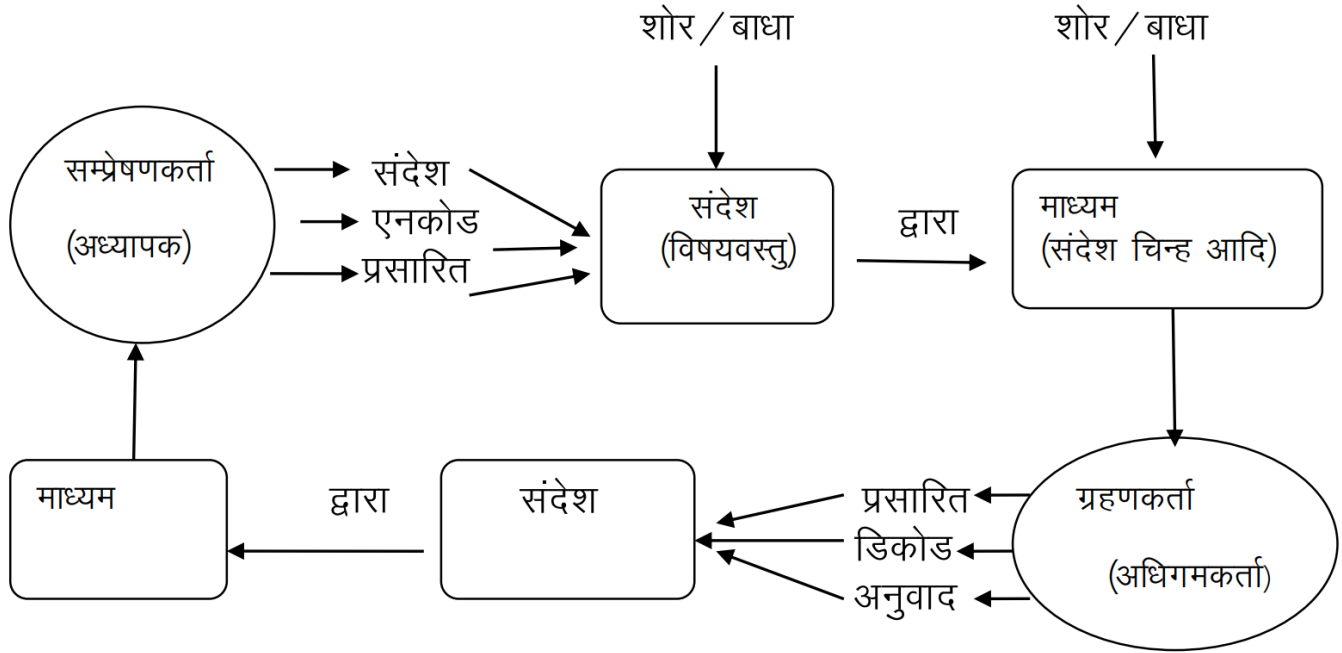 शोर / बाधा
शोर / बाधा
सम्प्रेषणकर्ता
(अध्यापक)
संदेश
एनकोड
प्रसारित
संदेश
(विषयवस्तु)
द्वारा
माध्यम
(संदेश चिन्ह आदि)
माध्यम
द्वारा
संदेश
प्रसारित
डिकोड
अनुवाद
ग्रहणकर्ता
(अधिगमकर्ता)